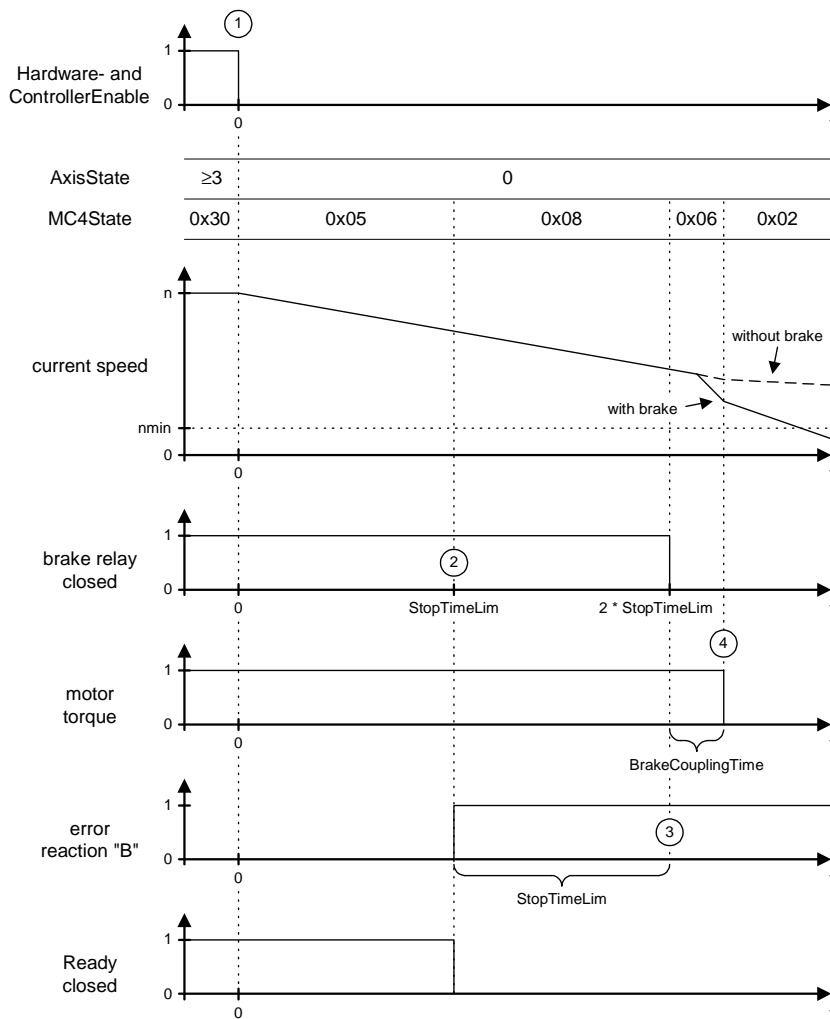 1
1
Hardware- and
ControllerEnable
0
0
AxisState
≥3
0
MC4State
0x30
0x05
0x08
0x06
0x02
n
without brake
current speed
with brake
nmin
0
0
1
brake relay
closed
2
0
0
StopTimeLim
2 * StopTimeLim
4
1
motor
torque
0
0
BrakeCouplingTime
1
error
reaction "B"
3
0
0
StopTimeLim
1
Ready
closed
0
0